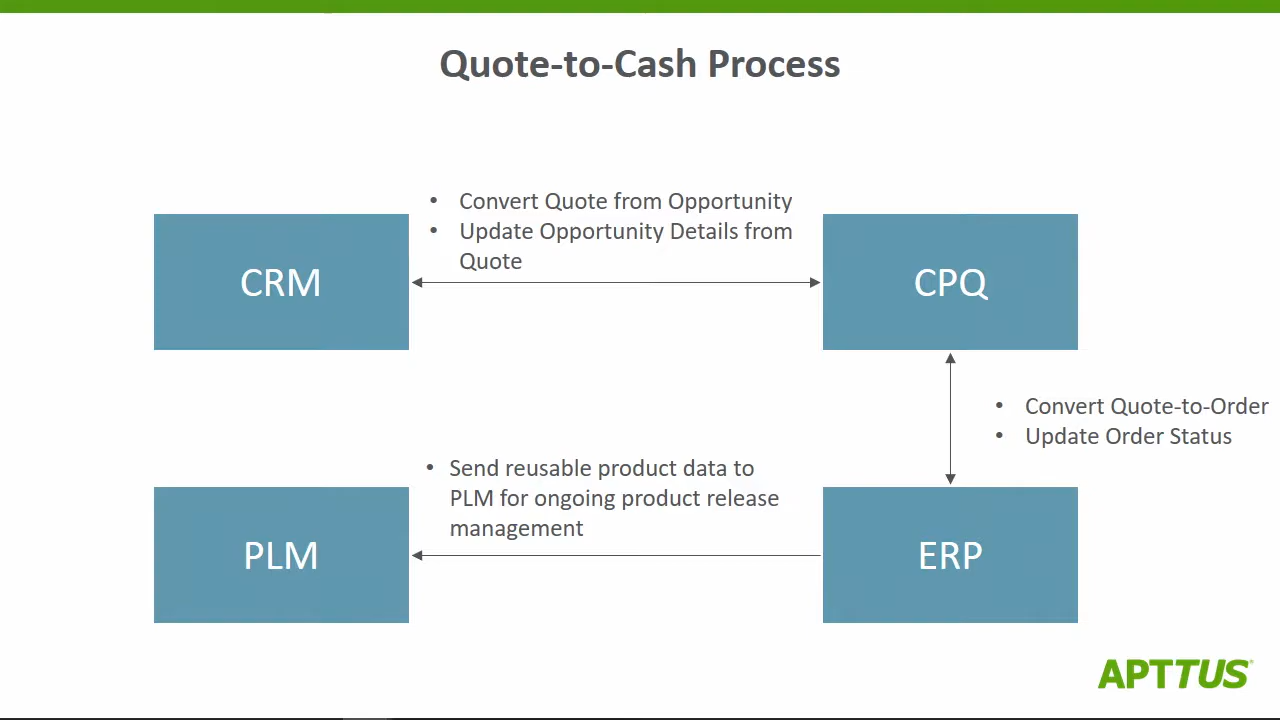 Quote-to-Cash Process
• Convert Quote from Opportunity
• Update Opportunity Details from
Quote
CRM
CPQ
• Convert Quote-to-Order
• Update Order Status
• Send reusable product data to
PLM for ongoing product release
management
PLM
ERP
APTTUS®